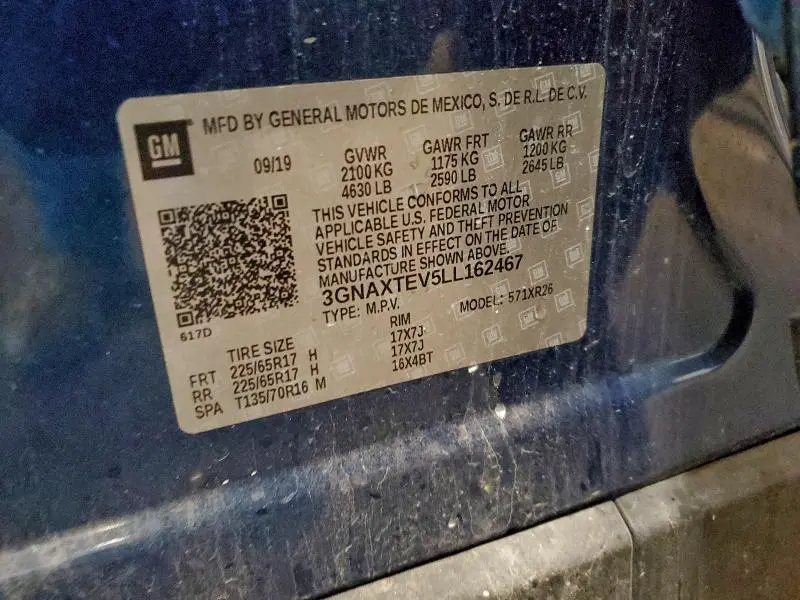 GM
MFD BY GENERAL MOTORS DE MEXICO, S. DE R.L. DE C.V.
09/19 GVWR GAWR FRT GAWR RR
2100 KG 1175 KG 1200 KG
4630 LB 2590 LB 2645 LB
THIS VEHICLE CONFORMS TO ALL
APPLICABLE U.S. FEDERAL MOTOR
VEHICLE SAFETY AND THEFT PREVENTION
STANDARDS IN EFFECT ON THE DATE OF
MANUFACTURE SHOWN ABOVE.
3GNAXTEV5LL162467
TYPE: M.P.V. MODEL: 571XR26
617D
TIRE SIZE RIM
FRT 225/65R17 H 17X7J
RR 225/65R17 H 17X7J
SPA T135/70R16 M 16X4BT